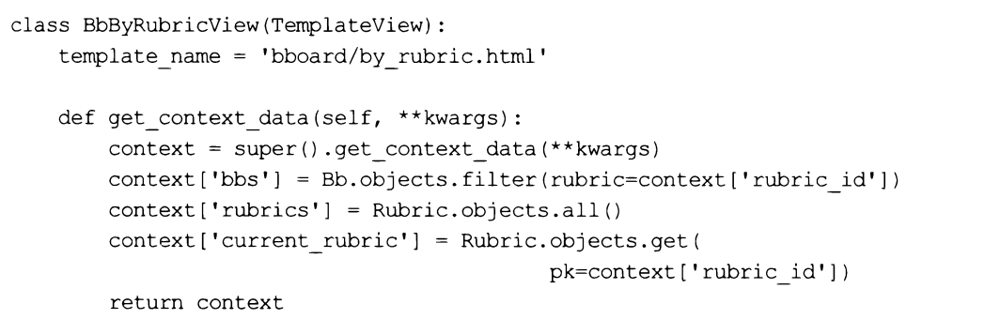 class BbByRubricView(TemplateView):
    template_name = 'bboard/by_rubric.html'

    def get_context_data(self, **kwargs):
        context = super().get_context_data(**kwargs)
        context['bbs'] = Bb.objects.filter(rubric=context['rubric_id'])
        context['rubrics'] = Rubric.objects.all()
        context['current_rubric'] = Rubric.objects.get(
                                            pk=context['rubric_id'])
        return context